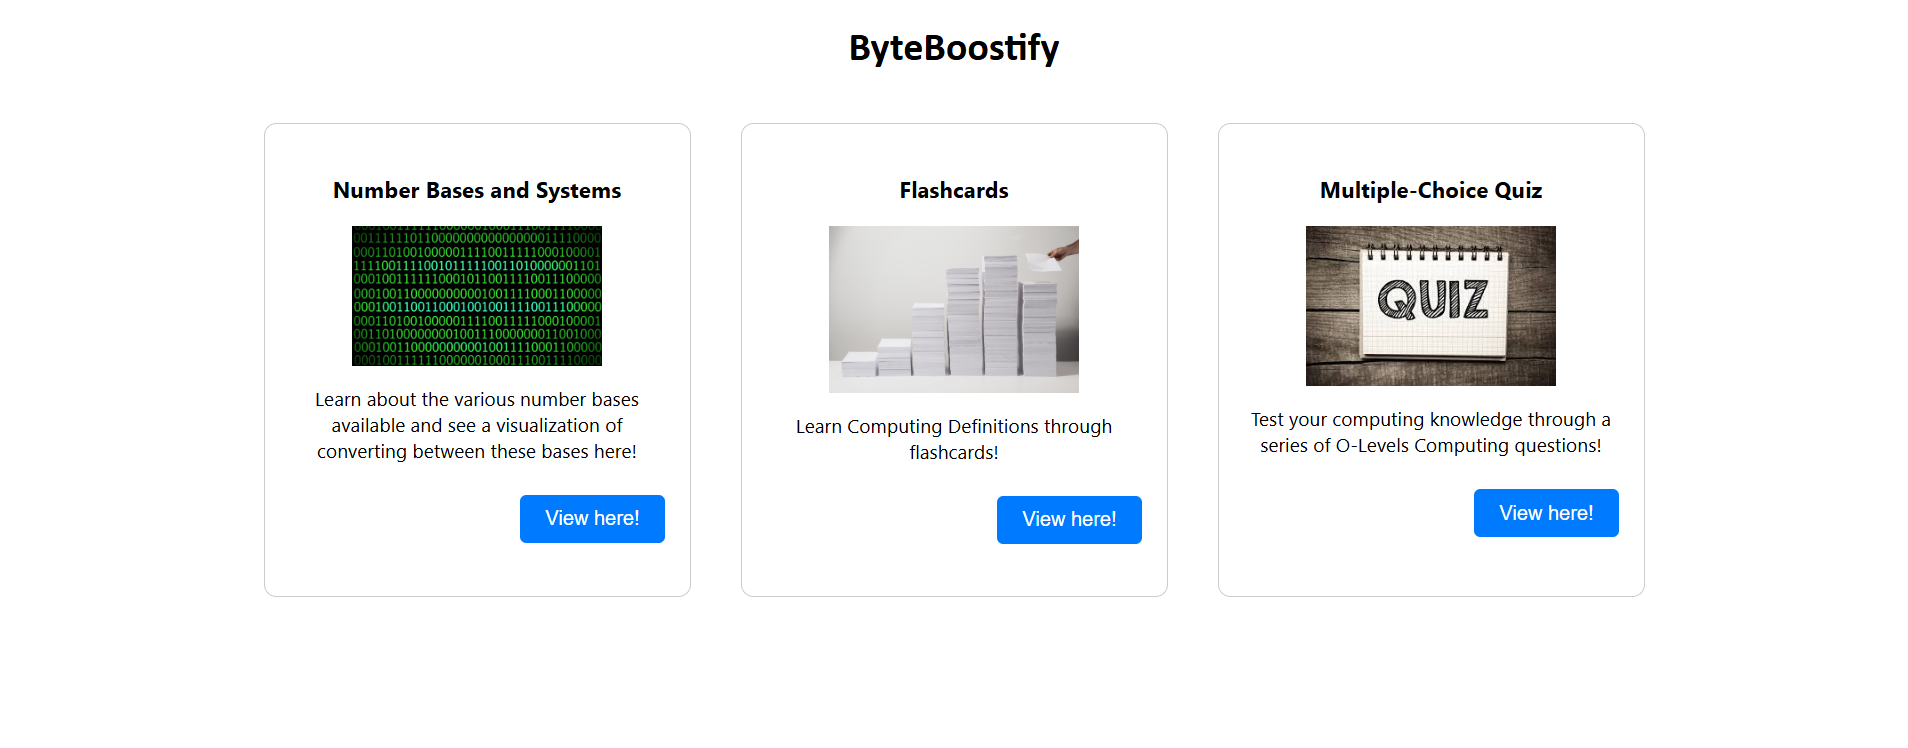 ByteBoostify
Number Bases and Systems
Learn about the various number bases
available and see a visualization of
converting between these bases here!
View here!
Flashcards
Learn Computing Definitions through
flashcards!
View here!
Multiple-Choice Quiz
QUIZ
Test your computing knowledge through a
series of O-Levels Computing questions!
View here!